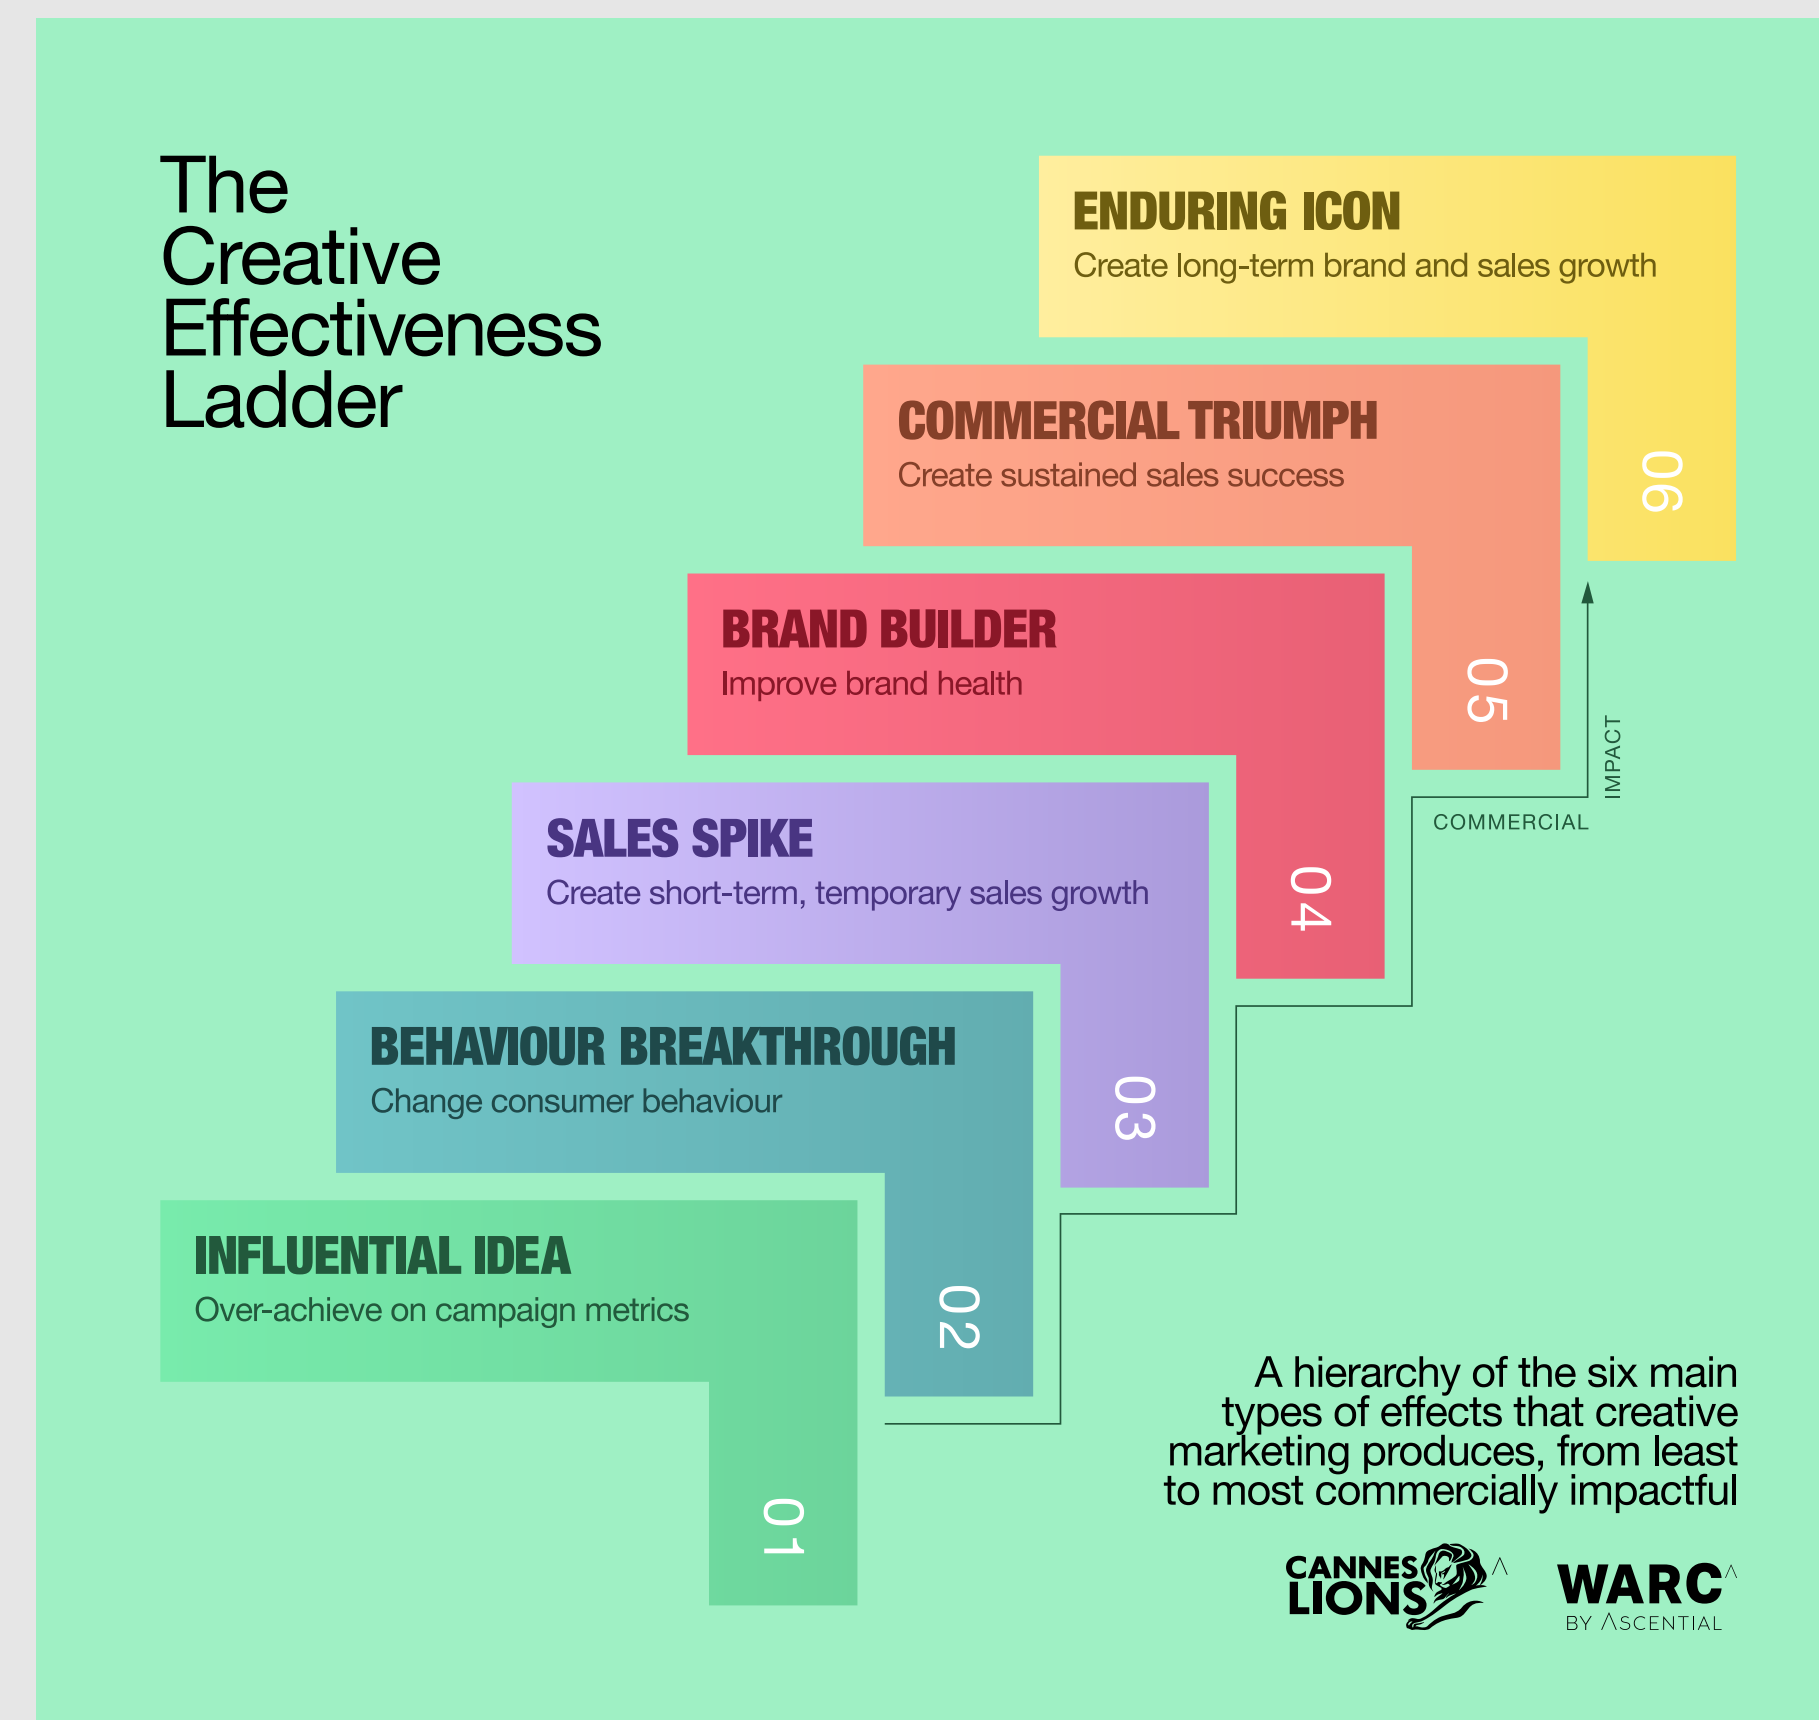 The
Creative
Effectiveness
Ladder
ENDURING ICON
Create long-term brand and sales growth
06
COMMERCIAL TRIUMPH
Create sustained sales success
05
BRAND BUILDER
Improve brand health
04
SALES SPIKE
Create short-term, temporary sales growth
03
BEHAVIOUR BREAKTHROUGH
Change consumer behaviour
02
INFLUENTIAL IDEA
Over-achieve on campaign metrics
01
COMMERCIAL
IMPACT
A hierarchy of the six main
types of effects that creative
marketing produces, from least
to most commercially impactful
CANNES
LIONS
WARC
BY ASCENTIAL